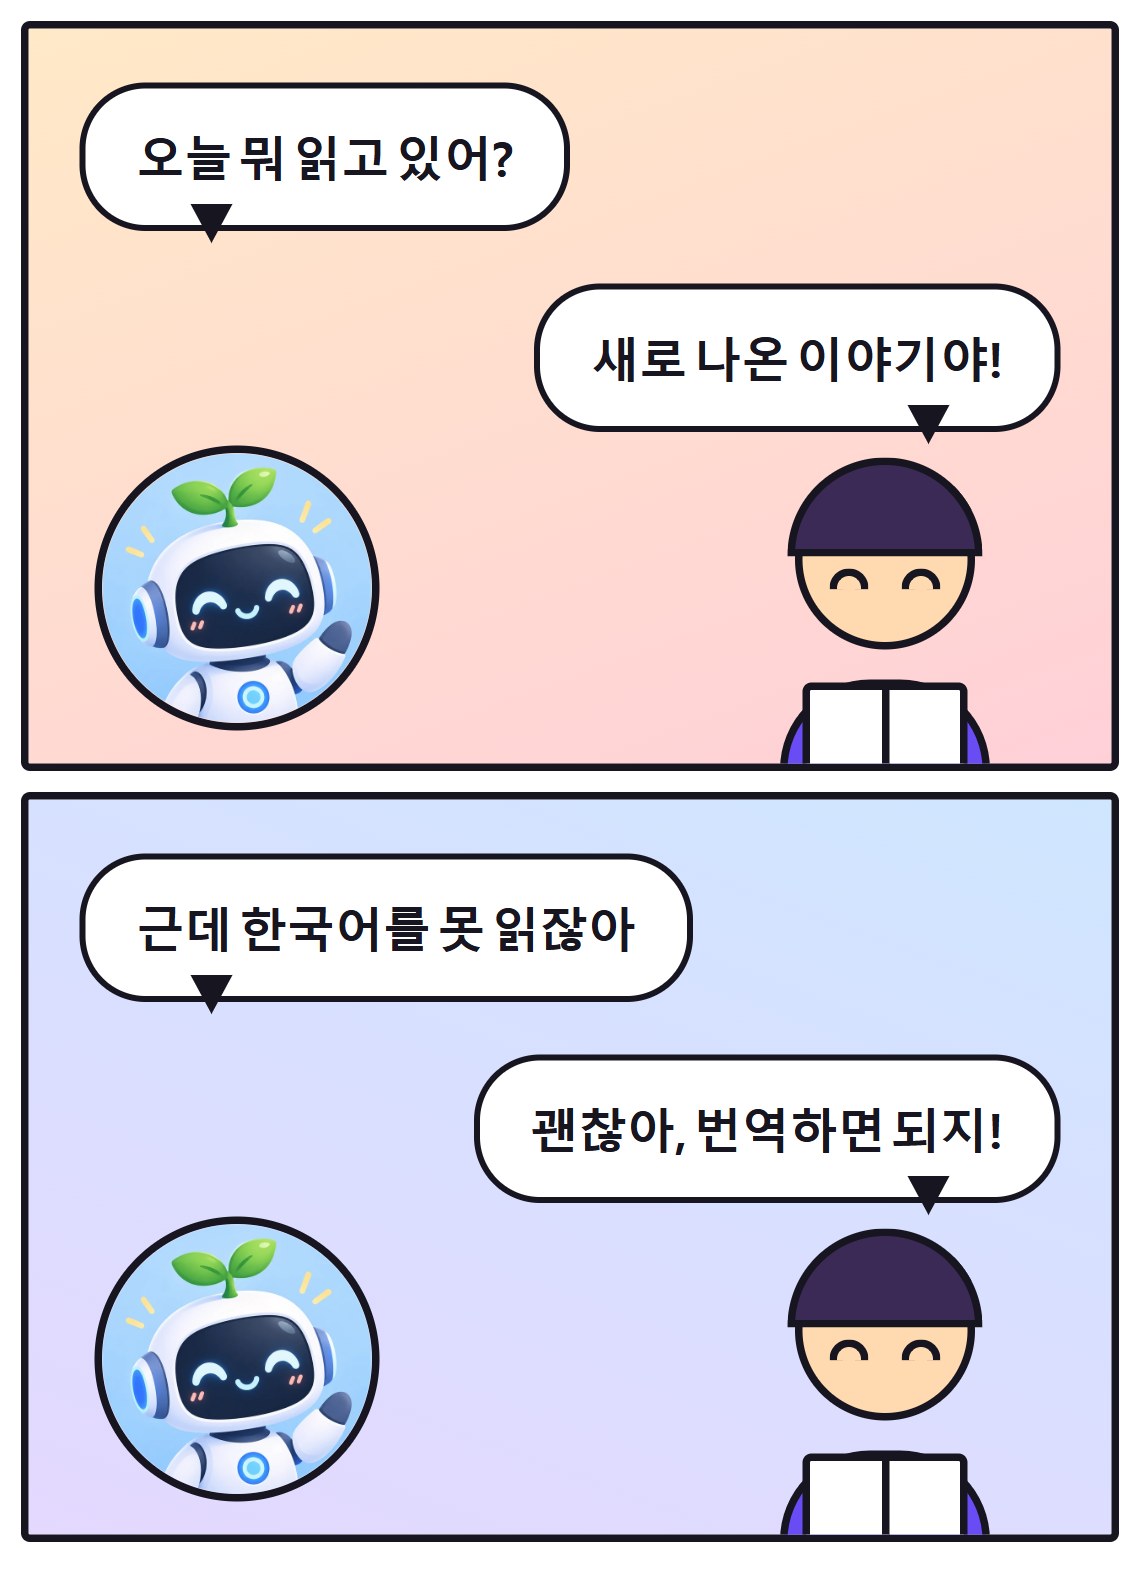 오늘 뭐 읽고 있어?
새로 나온 이야기야!
근데 한국어를 못 읽잖아
괜찮아, 번역하면 되지!